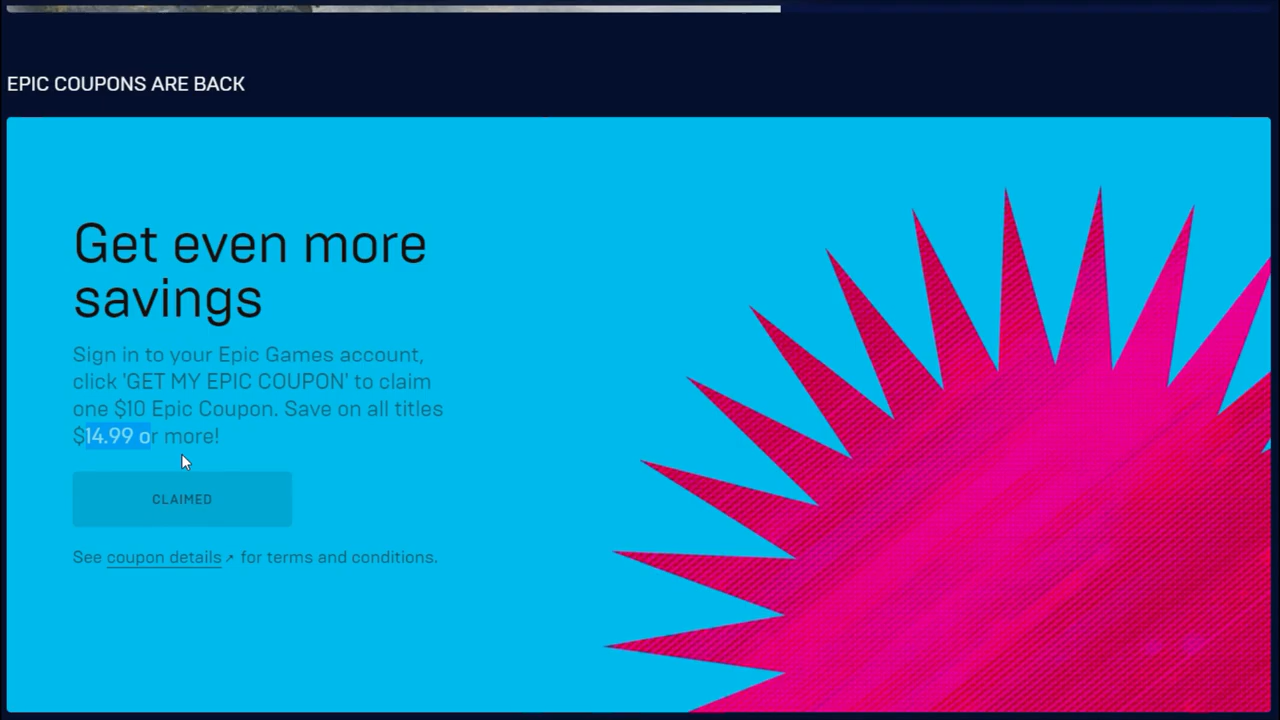 EPIC COUPONS ARE BACK
Get even more
savings
Sign in to your Epic Games account,
click 'GET MY EPIC COUPON' to claim
one $10 Epic Coupon. Save on all titles
$14.99 or more!
CLAIMED
See coupon details↗ for terms and conditions.